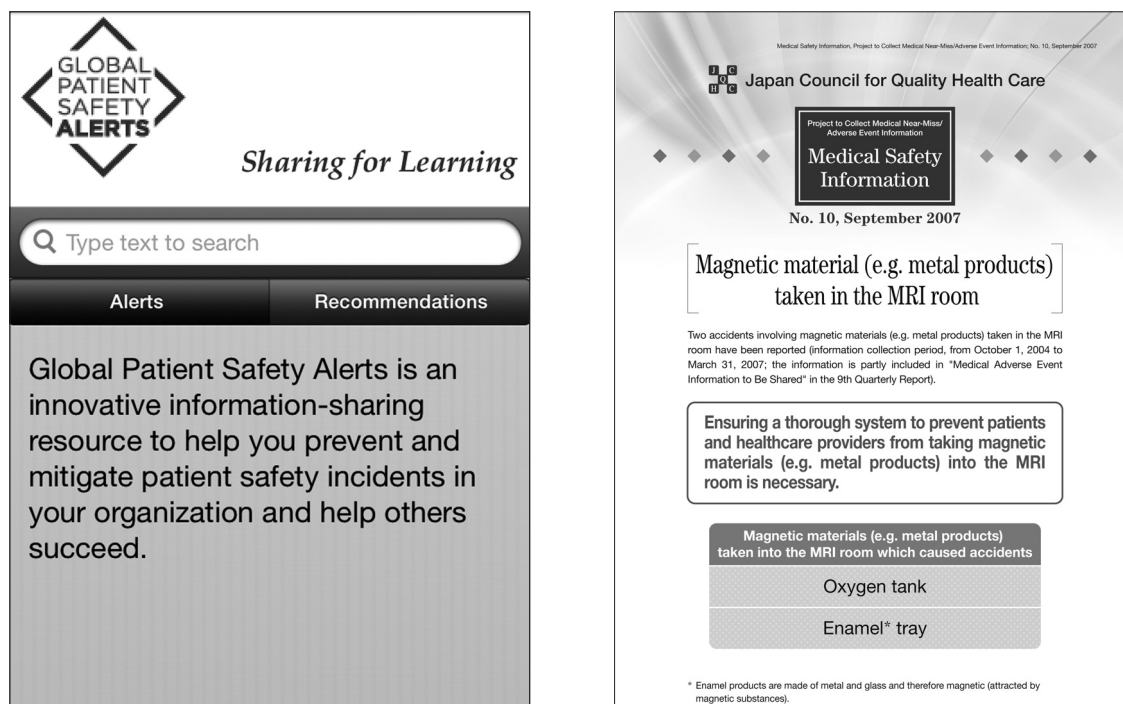 GLOBAL
PATIENT
SAFETY
ALERTS
Sharing for Learning
Type text to search
Alerts
Recommendations
Global Patient Safety Alerts is an
innovative information-sharing
resource to help you prevent and
mitigate patient safety incidents in
your organization and help others
succeed.
Medical Safety Information, Project to Collect Medical Near-Miss/Adverse Event Information; No. 10, September 2007
J C
Q
H C
Japan Council for Quality Health Care
Project to Collect Medical Near-Miss/
Adverse Event Information
Medical Safety
Information
No. 10, September 2007
Magnetic material (e.g. metal products)
taken in the MRI room
Two accidents involving magnetic materials (e.g. metal products) taken in the MRI
room have been reported (information collection period, from October 1, 2004 to
March 31, 2007; the information is partly included in "Medical Adverse Event
Information to Be Shared" in the 9th Quarterly Report).
Ensuring a thorough system to prevent patients
and healthcare providers from taking magnetic
materials (e.g. metal products) into the MRI
room is necessary.
Magnetic materials (e.g. metal products)
taken into the MRI room which caused accidents
Oxygen tank
Enamel* tray
* Enamel products are made of metal and glass and therefore magnetic (attracted by
magnetic substances).